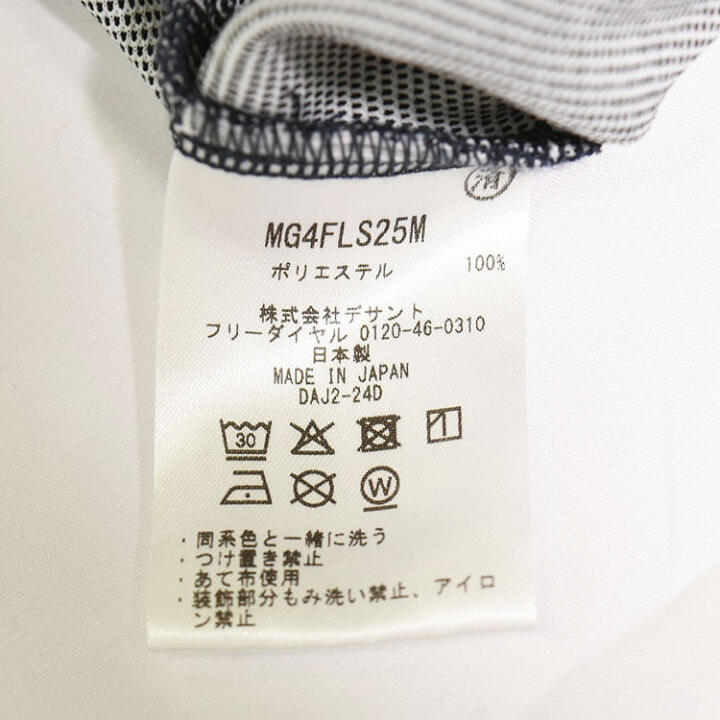 済
MG4FLS25M
ポリエステル 100%
株式会社デサント
フリーダイヤル 0120-46-0310
日本製
MADE IN JAPAN
DAJ2-24D
30
W
・同系色と一緒に洗う
・つけ置き禁止
・あて布使用
・装飾部分もみ洗い禁止、アイロ
ン禁止